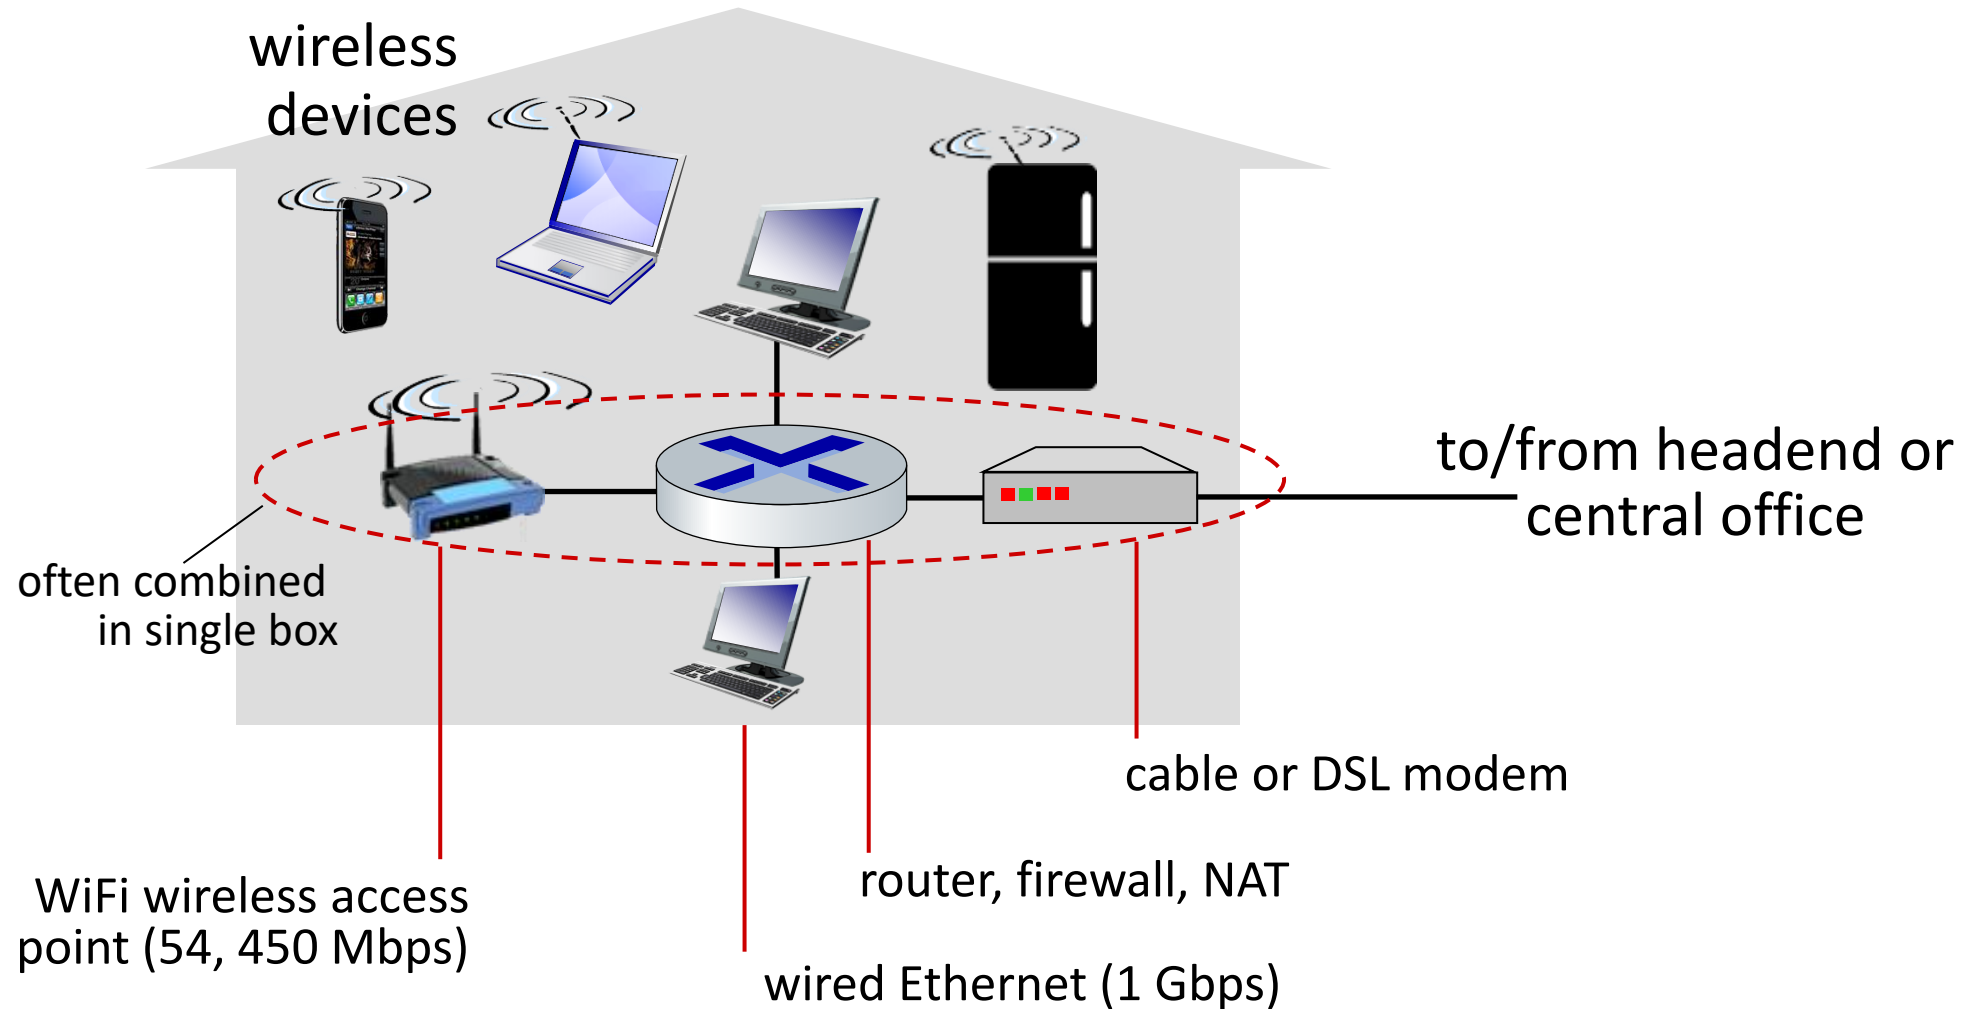 wireless
devices
to/from headend or
central office
often combined
in single box
cable or DSL modem
router, firewall, NAT
WiFi wireless access
point (54, 450 Mbps)
wired Ethernet (1 Gbps)